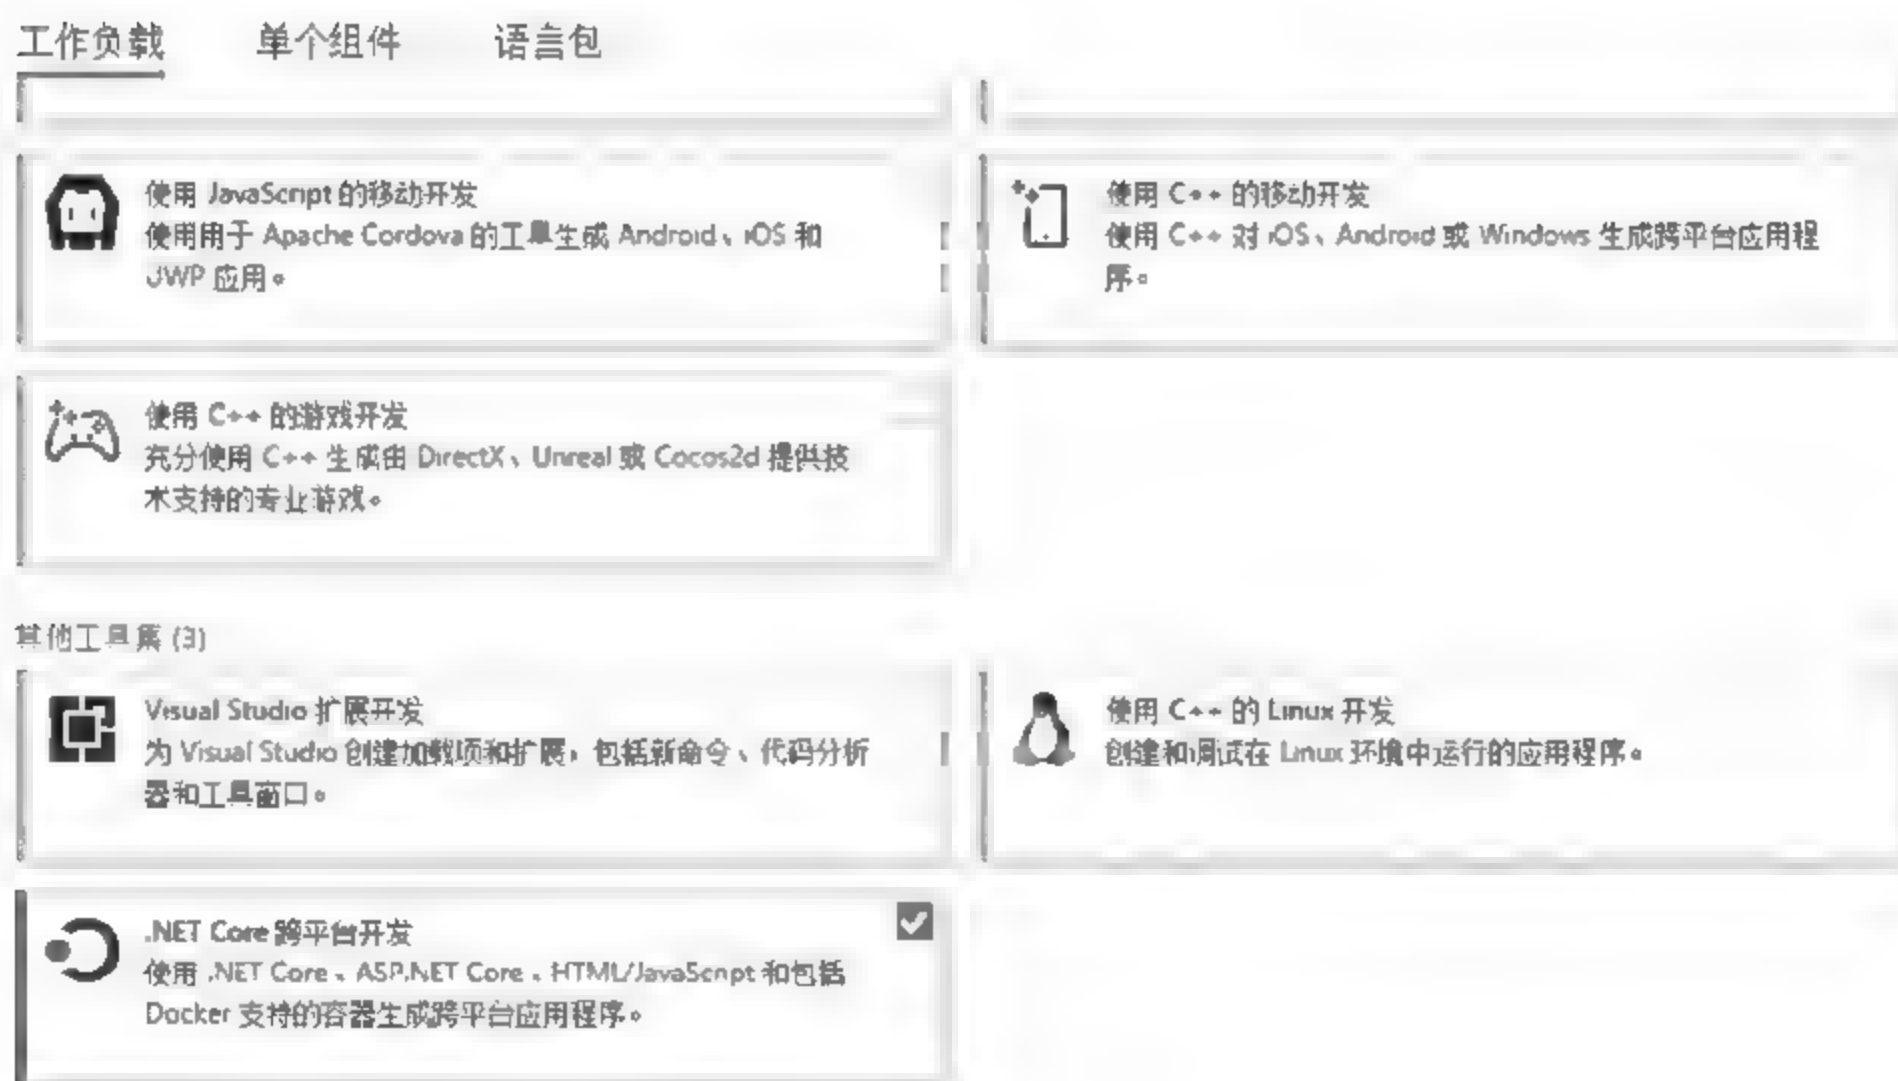 工作负载 单个组件 语言包
使用 JavaScript 的移动开发
使用用于 Apache Cordova 的工具生成 Android、iOS 和
UWP 应用。
使用 C++ 的移动开发
使用 C++ 对 iOS、Android 或 Windows 生成跨平台应用程
序。
使用 C++ 的游戏开发
充分使用 C++ 生成由 DirectX、Unreal 或 Cocos2d 提供技
术支持的专业游戏。
其他工具集 (3)
Visual Studio 扩展开发
为 Visual Studio 创建加载项和扩展，包括新命令、代码分析
器和工具窗口。
使用 C++ 的 Linux 开发
创建和调试在 Linux 环境中运行的应用程序。
.NET Core 跨平台开发
使用 .NET Core、ASP.NET Core、HTML/JavaScript 和包括
Docker 支持的容器生成跨平台应用程序。